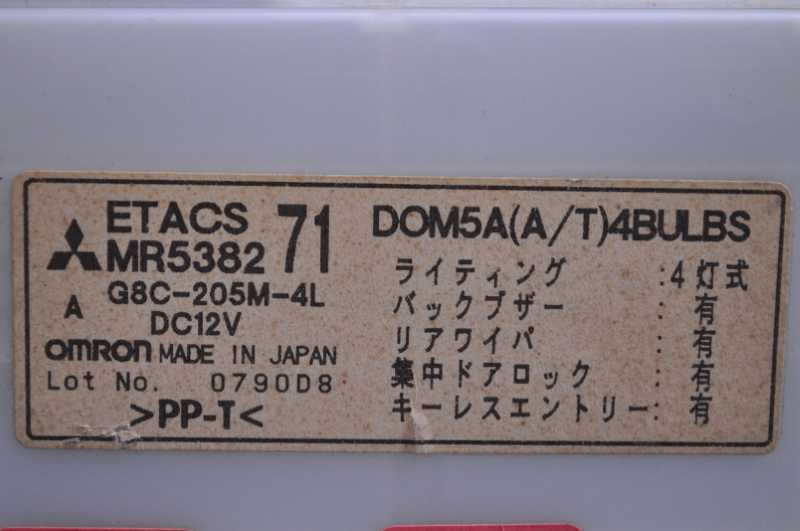 ETACS 71
MR5382
A G8C-205M-4L
DC12V
OMRON MADE IN JAPAN
Lot No. 0790D8
>PP-T<
DOM5A(A/T)4BULBS
ライティング :4灯式
バックブザー :有
リアワイパ :有
集中ドアロック :有
キーレスエントリー:有